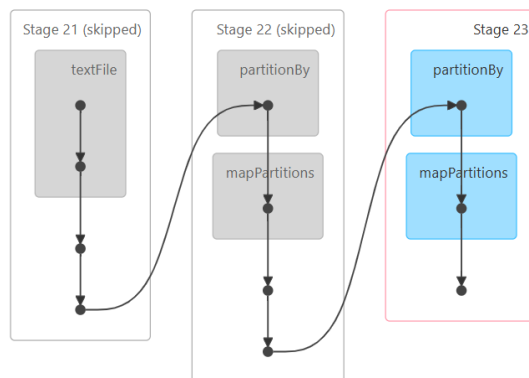 Stage 21 (skipped)
textFile
Stage 22 (skipped)
partitionBy
mapPartitions
Stage 23
partitionBy
mapPartitions